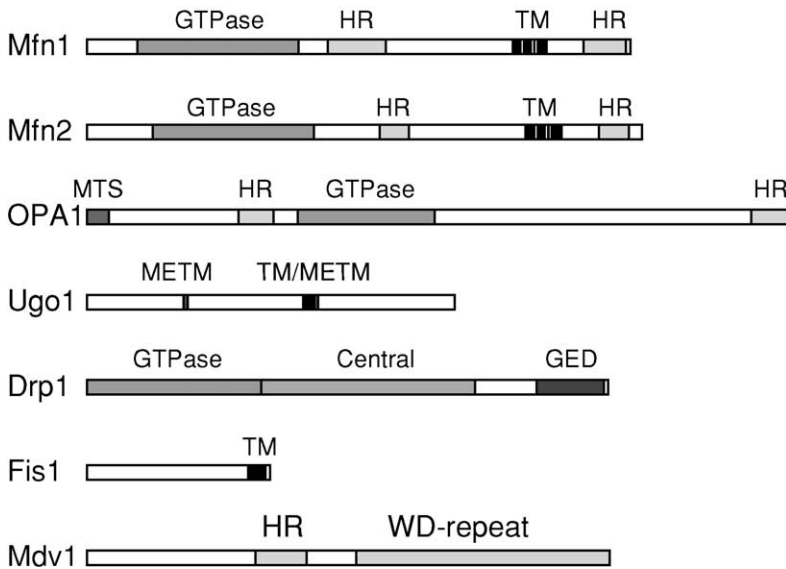 GTPase HR TM HR
Mfn1
GTPase HR TM HR
Mfn2
MTS HR GTPase HR
OPA1
METM TM/METM
Ugo1
GTPase Central GED
Drp1
TM
Fis1
HR WD-repeat
Mdv1